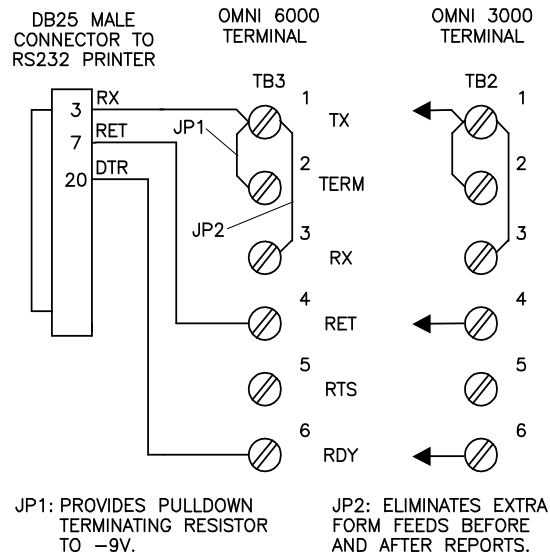 DB25 MALE
CONNECTOR TO
RS232 PRINTER
OMNI 6000
TERMINAL
OMNI 3000
TERMINAL
TB3
TB2
3 RX
7 RET
20 DTR
JP1
JP2
1 TX
2 TERM
3 RX
4 RET
5 RTS
6 RDY
1
2
3
4
5
6
JP1: PROVIDES PULLDOWN
TERMINATING RESISTOR
TO -9V.
JP2: ELIMINATES EXTRA
FORM FEEDS BEFORE
AND AFTER REPORTS.